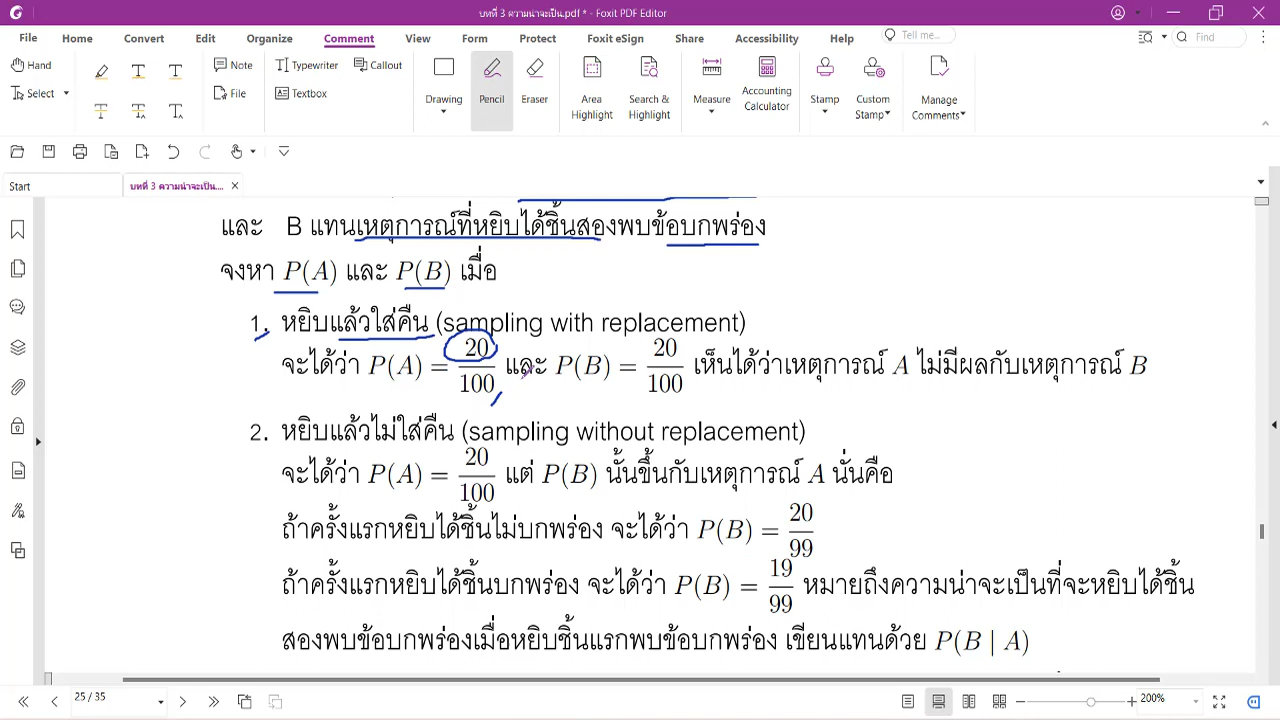 บทที่ 3 ความน่าจะเป็น.pdf * - Foxit PDF Editor
File Home Convert Edit Organize Comment View Form Protect Foxit eSign Share Accessibility Help Tell me... Find
Hand Note Typewriter Callout
Select File Textbox
Drawing Pencil Eraser Area Highlight Search & Highlight Measure Accounting Calculator Stamp Custom Stamp Manage Comments
Start บทที่ 3 ความน่าจะเป็น....
และ B แทนเหตุการณ์ที่หยิบได้ชิ้นสองพบข้อบกพร่อง
จงหา P(A) และ P(B) เมื่อ
1. หยิบแล้วใส่คืน (sampling with replacement)
จะได้ว่า P(A) = 20/100 และ P(B) = 20/100 เห็นได้ว่าเหตุการณ์ A ไม่มีผลกับเหตุการณ์ B
2. หยิบแล้วไม่ใส่คืน (sampling without replacement)
จะได้ว่า P(A) = 20/100 แต่ P(B) นั้นขึ้นกับเหตุการณ์ A นั่นคือ
ถ้าครั้งแรกหยิบได้ชิ้นไม่บกพร่อง จะได้ว่า P(B) = 20/99
ถ้าครั้งแรกหยิบได้ชิ้นบกพร่อง จะได้ว่า P(B) = 19/99 หมายถึงความน่าจะเป็นที่จะหยิบได้ชิ้น
สองพบข้อบกพร่องเมื่อหยิบชิ้นแรกพบข้อบกพร่อง เขียนแทนด้วย P(B | A)
25 / 35 200%